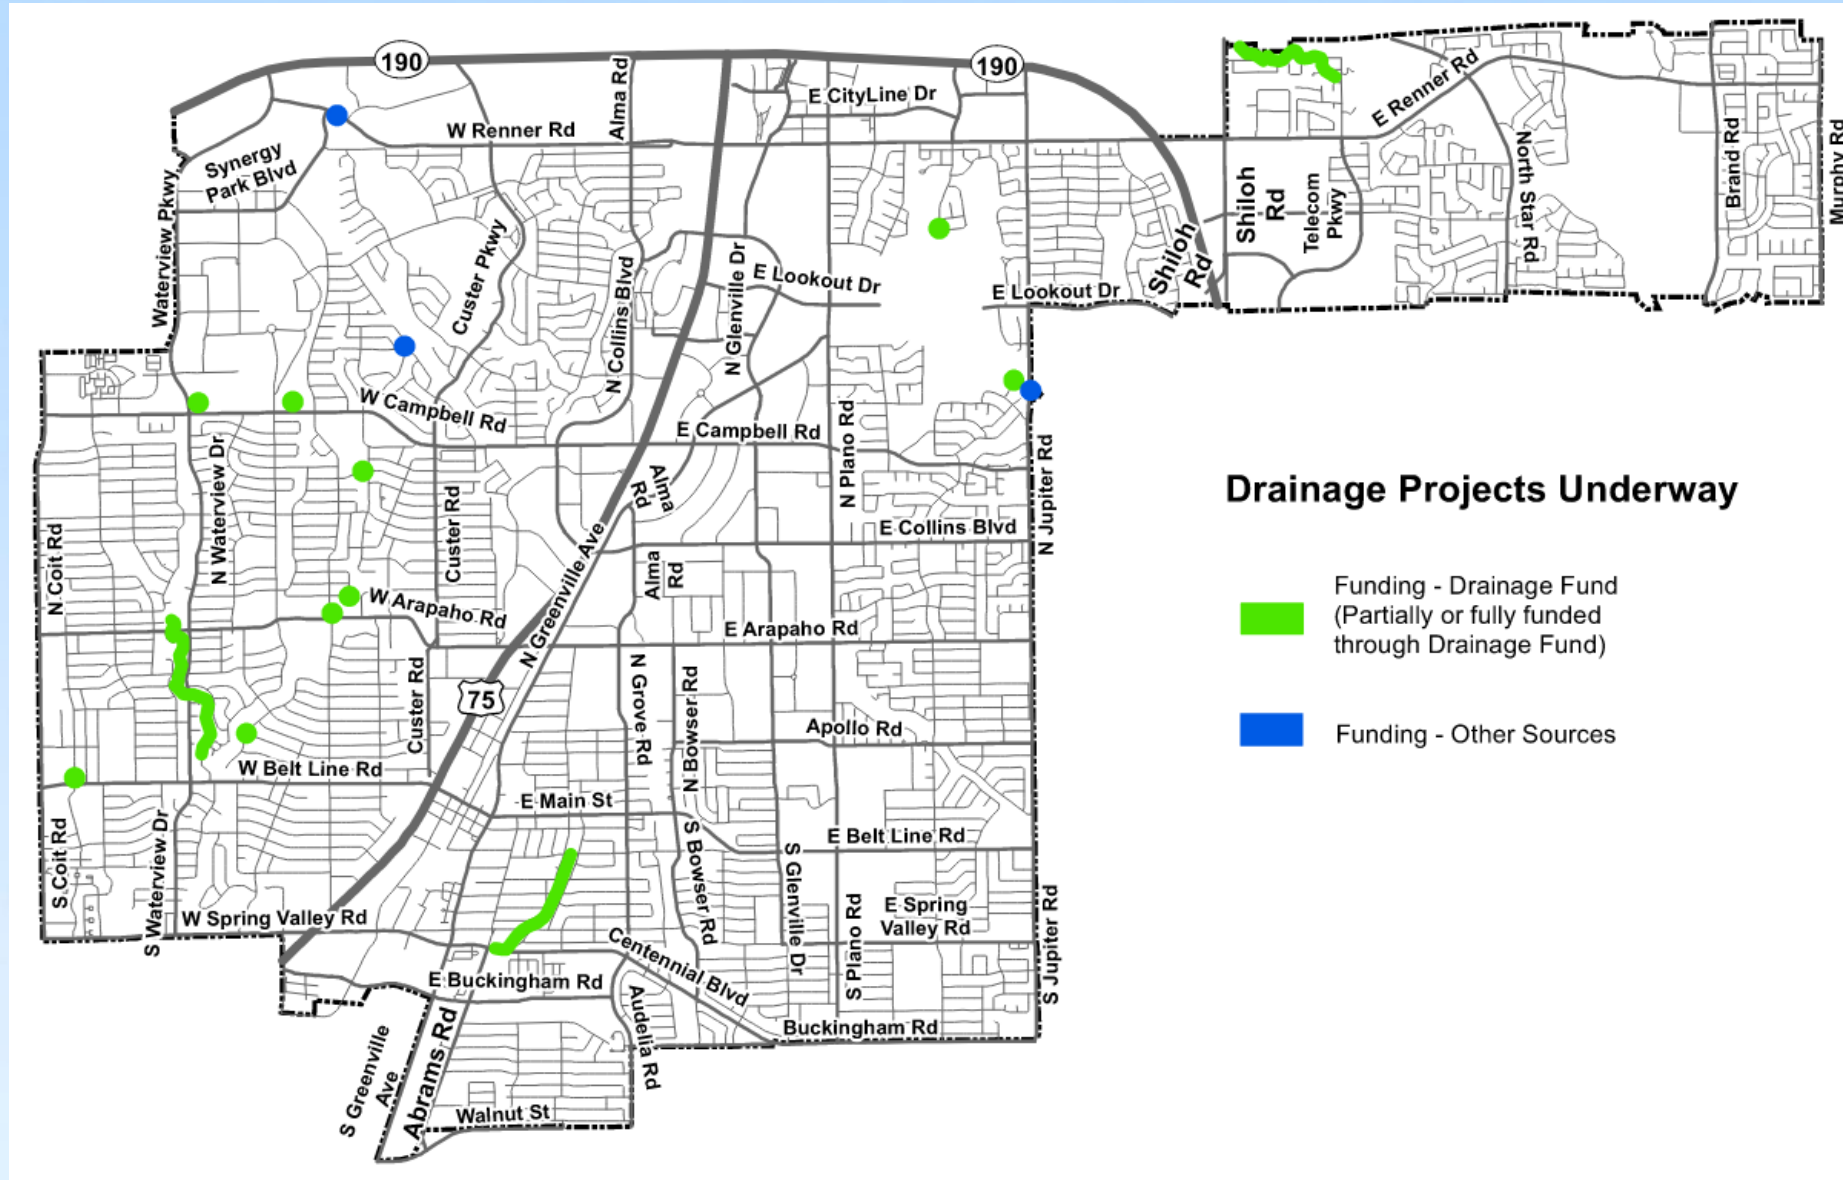 190
190
Alma Rd
E CityLine Dr
W Renner Rd
E Renner Rd
Synergy
Park Blvd
Waterview Pkwy
Custer Pkwy
N Collins Blvd
N Glenville Dr
E Lookout Dr
E Lookout Dr
Shiloh
Rd
Shiloh
Rd
Telecom
Pkwy
North Star Rd
Brand Rd
Murphy Rd
W Campbell Rd
E Campbell Rd
N Plano Rd
N Jupiter Rd
Alma
Rd
N Coit Rd
N Waterview Dr
Custer Rd
E Collins Blvd
N Greenville Ave
Alma
Rd
W Arapaho Rd
E Arapaho Rd
75
Custer Rd
N Grove Rd
N Bowser Rd
Apollo Rd
W Belt Line Rd
E Main St
E Belt Line Rd
S Coit Rd
S Waterview Dr
S Bowser Rd
S Glenville Dr
S Plano Rd
E Spring
Valley Rd
S Jupiter Rd
W Spring Valley Rd
Centennial Blvd
E Buckingham Rd
Buckingham Rd
Audelia Rd
S Greenville
Ave
Abrams Rd
Walnut St
Drainage Projects Underway
Funding - Drainage Fund
(Partially or fully funded
through Drainage Fund)
Funding - Other Sources